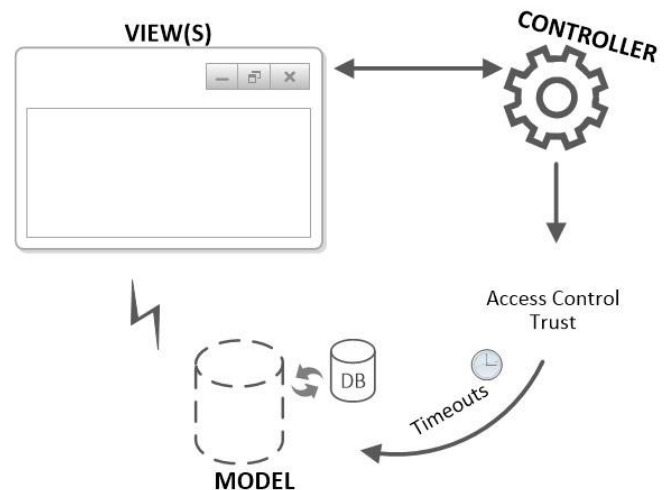 VIEW(S)
CONTROLLER
Access Control
Trust
DB
Timeouts
MODEL